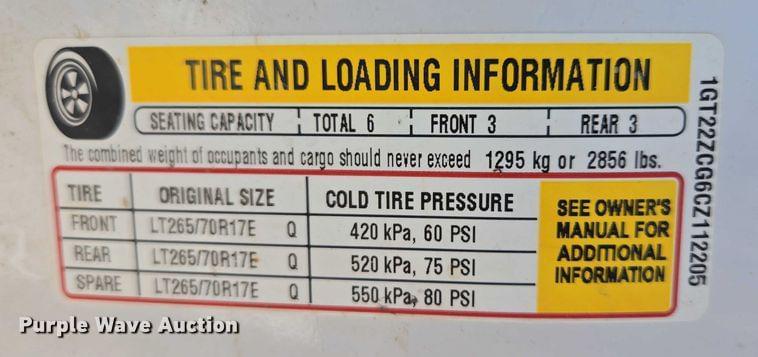 TIRE AND LOADING INFORMATION
SEATING CAPACITY TOTAL 6 FRONT 3 REAR 3
The combined weight of occupants and cargo should never exceed 1295 kg or 2856 lbs.
TIRE ORIGINAL SIZE COLD TIRE PRESSURE
FRONT LT265/70R17E Q 420 kPa, 60 PSI
REAR LT265/70R17E Q 520 kPa, 75 PSI
SPARE LT265/70R17E Q 550 kPa, 80 PSI
SEE OWNER'S
MANUAL FOR
ADDITIONAL
INFORMATION
1GT22ZCG6CZ112205
Purple Wave Auction